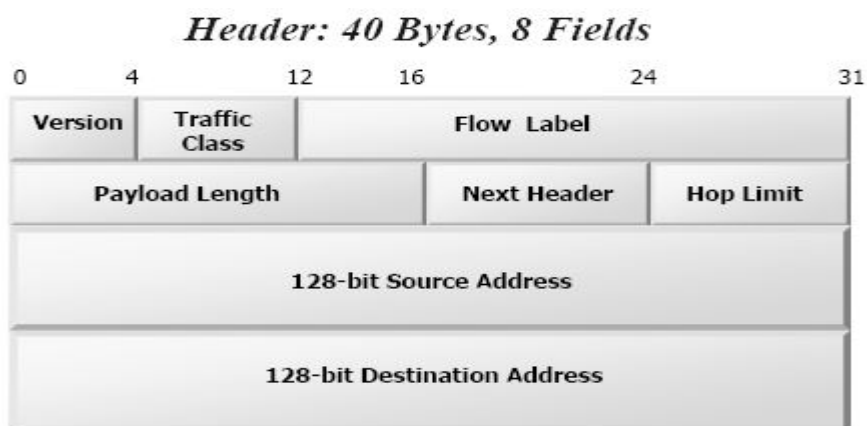 Header: 40 Bytes, 8 Fields
0 4 12 16 24 31
Version Traffic Class Flow Label
Payload Length Next Header Hop Limit
128-bit Source Address
128-bit Destination Address